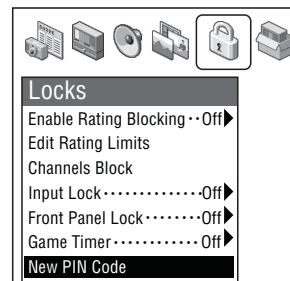 Locks
Enable Rating Blocking ·· Off
Edit Rating Limits
Channels Block
Input Lock ·············· Off
Front Panel Lock ········ Off
Game Timer ············ Off
New PIN Code